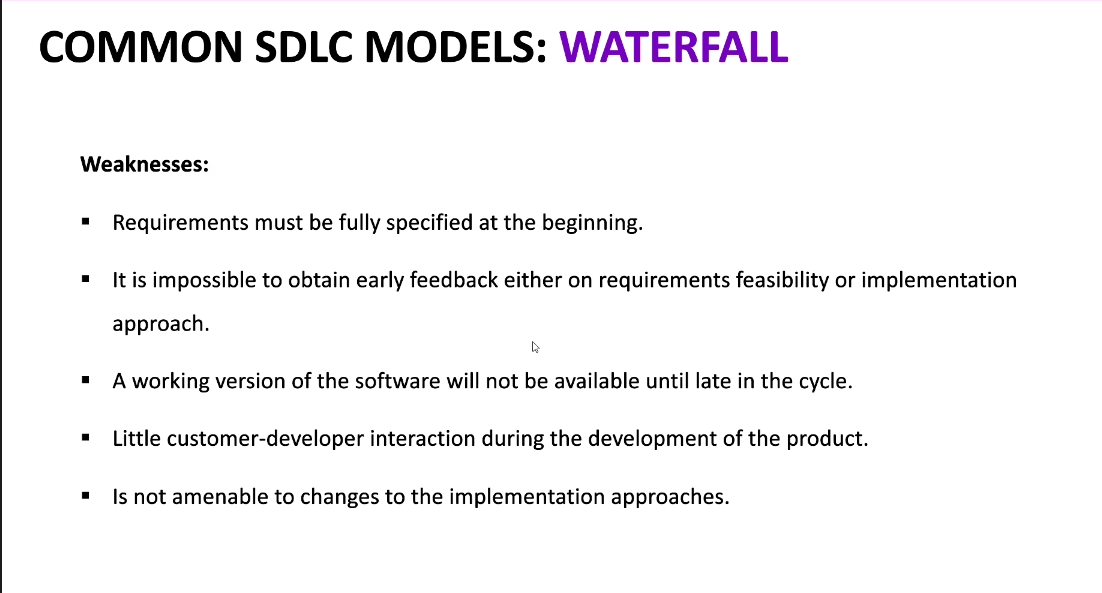 COMMON SDLC MODELS: WATERFALL
Weaknesses:
▪ Requirements must be fully specified at the beginning.
▪ It is impossible to obtain early feedback either on requirements feasibility or implementation
approach.
▪ A working version of the software will not be available until late in the cycle.
▪ Little customer-developer interaction during the development of the product.
▪ Is not amenable to changes to the implementation approaches.